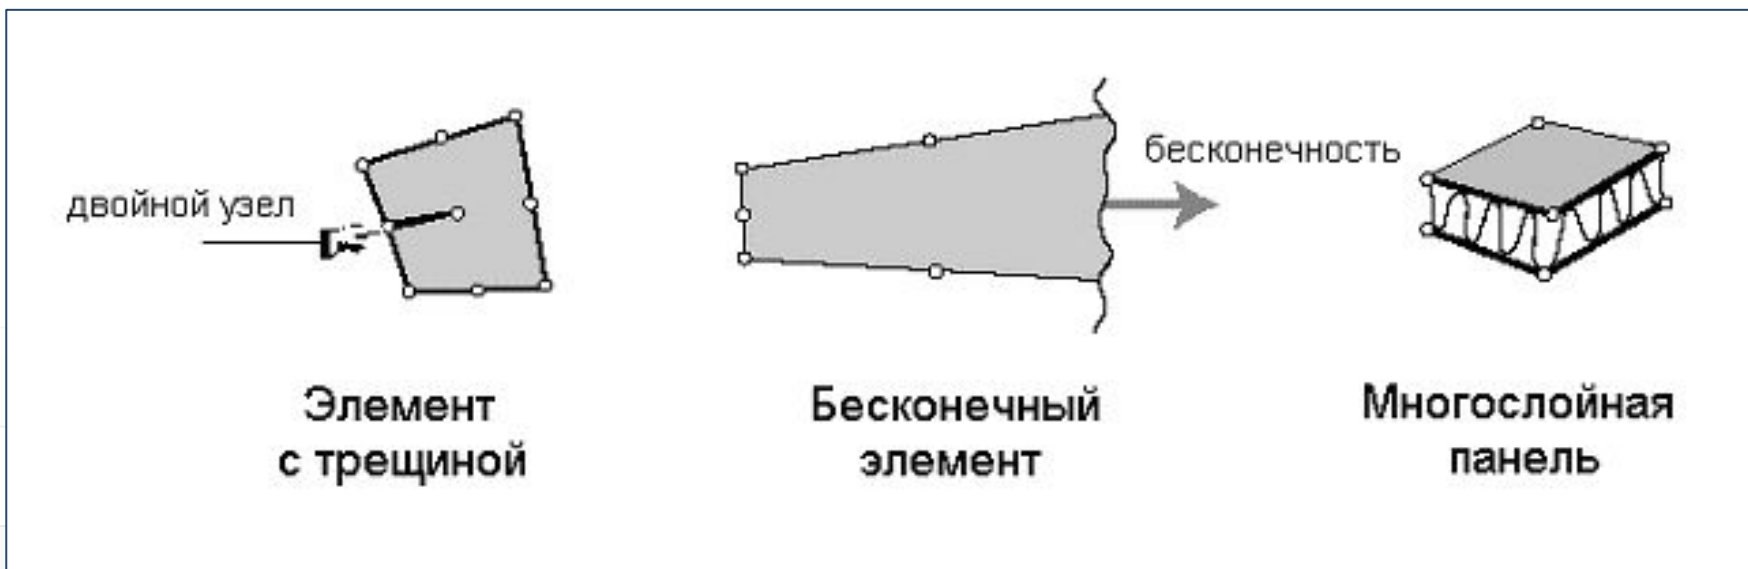 двойной узел
бесконечность
Элемент
с трещиной
Бесконечный
элемент
Многослойная
панель